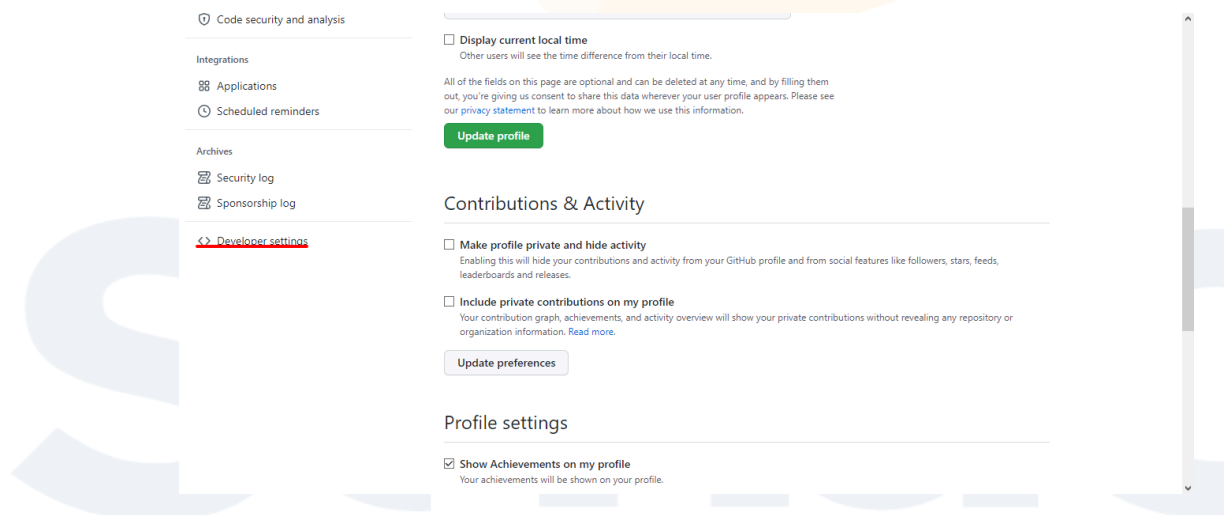 Code security and analysis
Integrations
Applications
Scheduled reminders
Archives
Security log
Sponsorship log
Developer settings
Display current local time
Other users will see the time difference from their local time.
All of the fields on this page are optional and can be deleted at any time, and by filling them
out, you're giving us consent to share this data wherever your user profile appears. Please see
our privacy statement to learn more about how we use this information.
Update profile
Contributions & Activity
Make profile private and hide activity
Enabling this will hide your contributions and activity from your GitHub profile and from social features like followers, stars, feeds,
leaderboards and releases.
Include private contributions on my profile
Your contribution graph, achievements, and activity overview will show your private contributions without revealing any repository or
organization information. Read more.
Update preferences
Profile settings
Show Achievements on my profile
Your achievements will be shown on your profile.